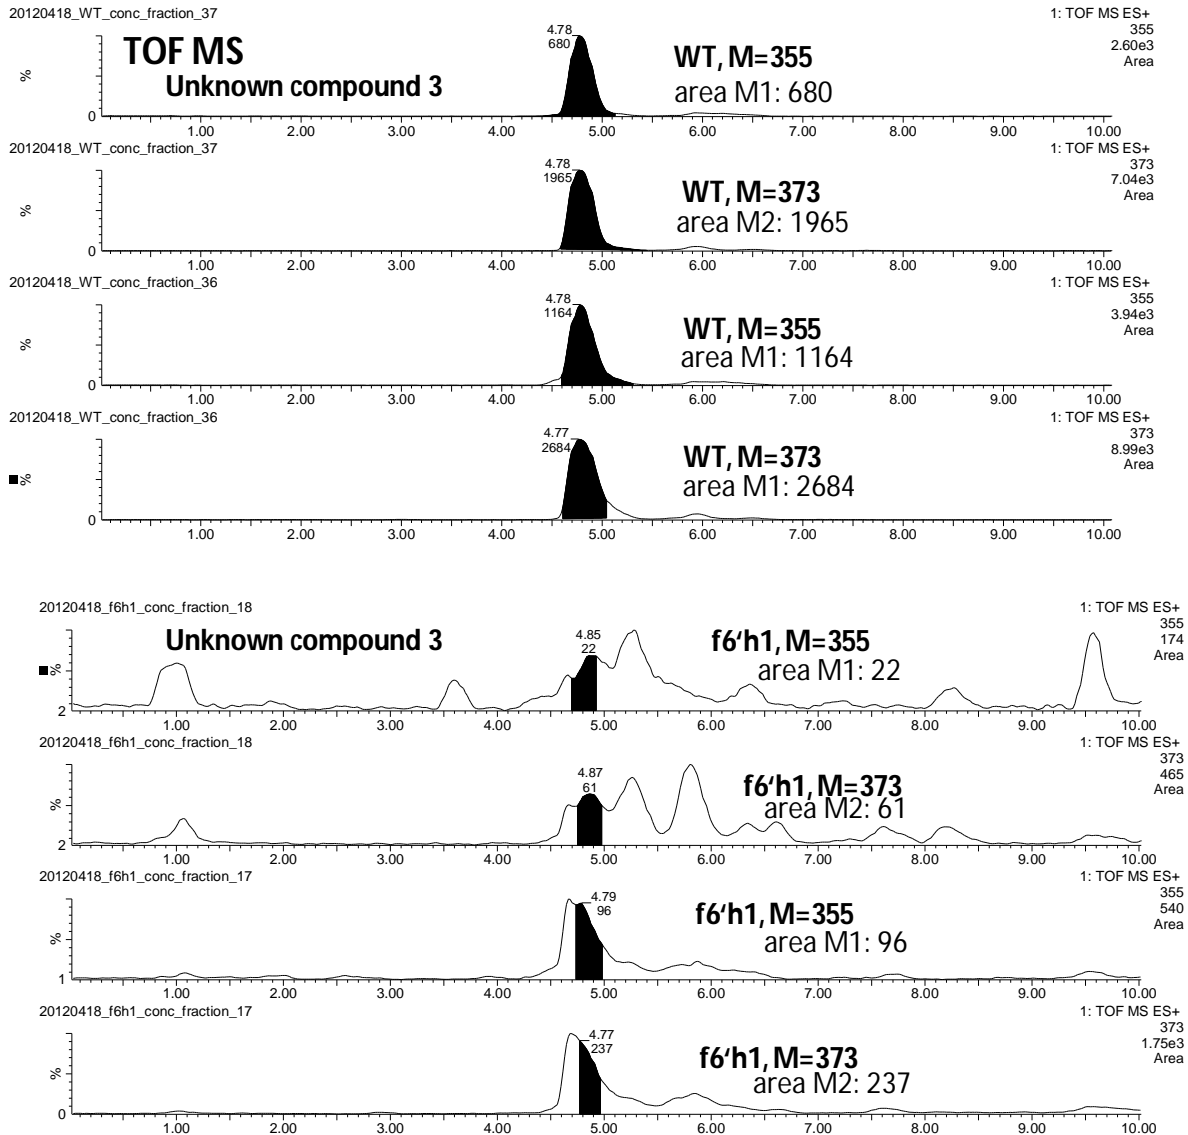 20120418_WT_conc_fraction_37
1: TOF MS ES+
355
2.60e3
Area
TOF MS
Unknown compound 3
4.78
680
WT, M=355
area M1: 680
%
0
1.00 2.00 3.00 4.00 5.00 6.00 7.00 8.00 9.00 10.00
20120418_WT_conc_fraction_37
1: TOF MS ES+
373
7.04e3
Area
4.78
1965
WT, M=373
area M2: 1965
%
0
1.00 2.00 3.00 4.00 5.00 6.00 7.00 8.00 9.00 10.00
20120418_WT_conc_fraction_36
1: TOF MS ES+
355
3.94e3
Area
4.78
1164
WT, M=355
area M1: 1164
%
0
1.00 2.00 3.00 4.00 5.00 6.00 7.00 8.00 9.00 10.00
20120418_WT_conc_fraction_36
1: TOF MS ES+
373
8.99e3
Area
4.77
2684
WT, M=373
area M1: 2684
%
0
1.00 2.00 3.00 4.00 5.00 6.00 7.00 8.00 9.00 10.00
20120418_f6h1_conc_fraction_18
1: TOF MS ES+
355
174
Area
Unknown compound 3
4.85
22
f6‘h1, M=355
area M1: 22
%
2
1.00 2.00 3.00 4.00 5.00 6.00 7.00 8.00 9.00 10.00
20120418_f6h1_conc_fraction_18
1: TOF MS ES+
373
465
Area
4.87
61
f6‘h1, M=373
area M2: 61
%
2
1.00 2.00 3.00 4.00 5.00 6.00 7.00 8.00 9.00 10.00
20120418_f6h1_conc_fraction_17
1: TOF MS ES+
355
540
Area
4.79
96
f6‘h1, M=355
area M1: 96
%
1
1.00 2.00 3.00 4.00 5.00 6.00 7.00 8.00 9.00 10.00
20120418_f6h1_conc_fraction_17
1: TOF MS ES+
373
1.75e3
Area
4.77
237
f6‘h1, M=373
area M2: 237
%
0
1.00 2.00 3.00 4.00 5.00 6.00 7.00 8.00 9.00 10.00